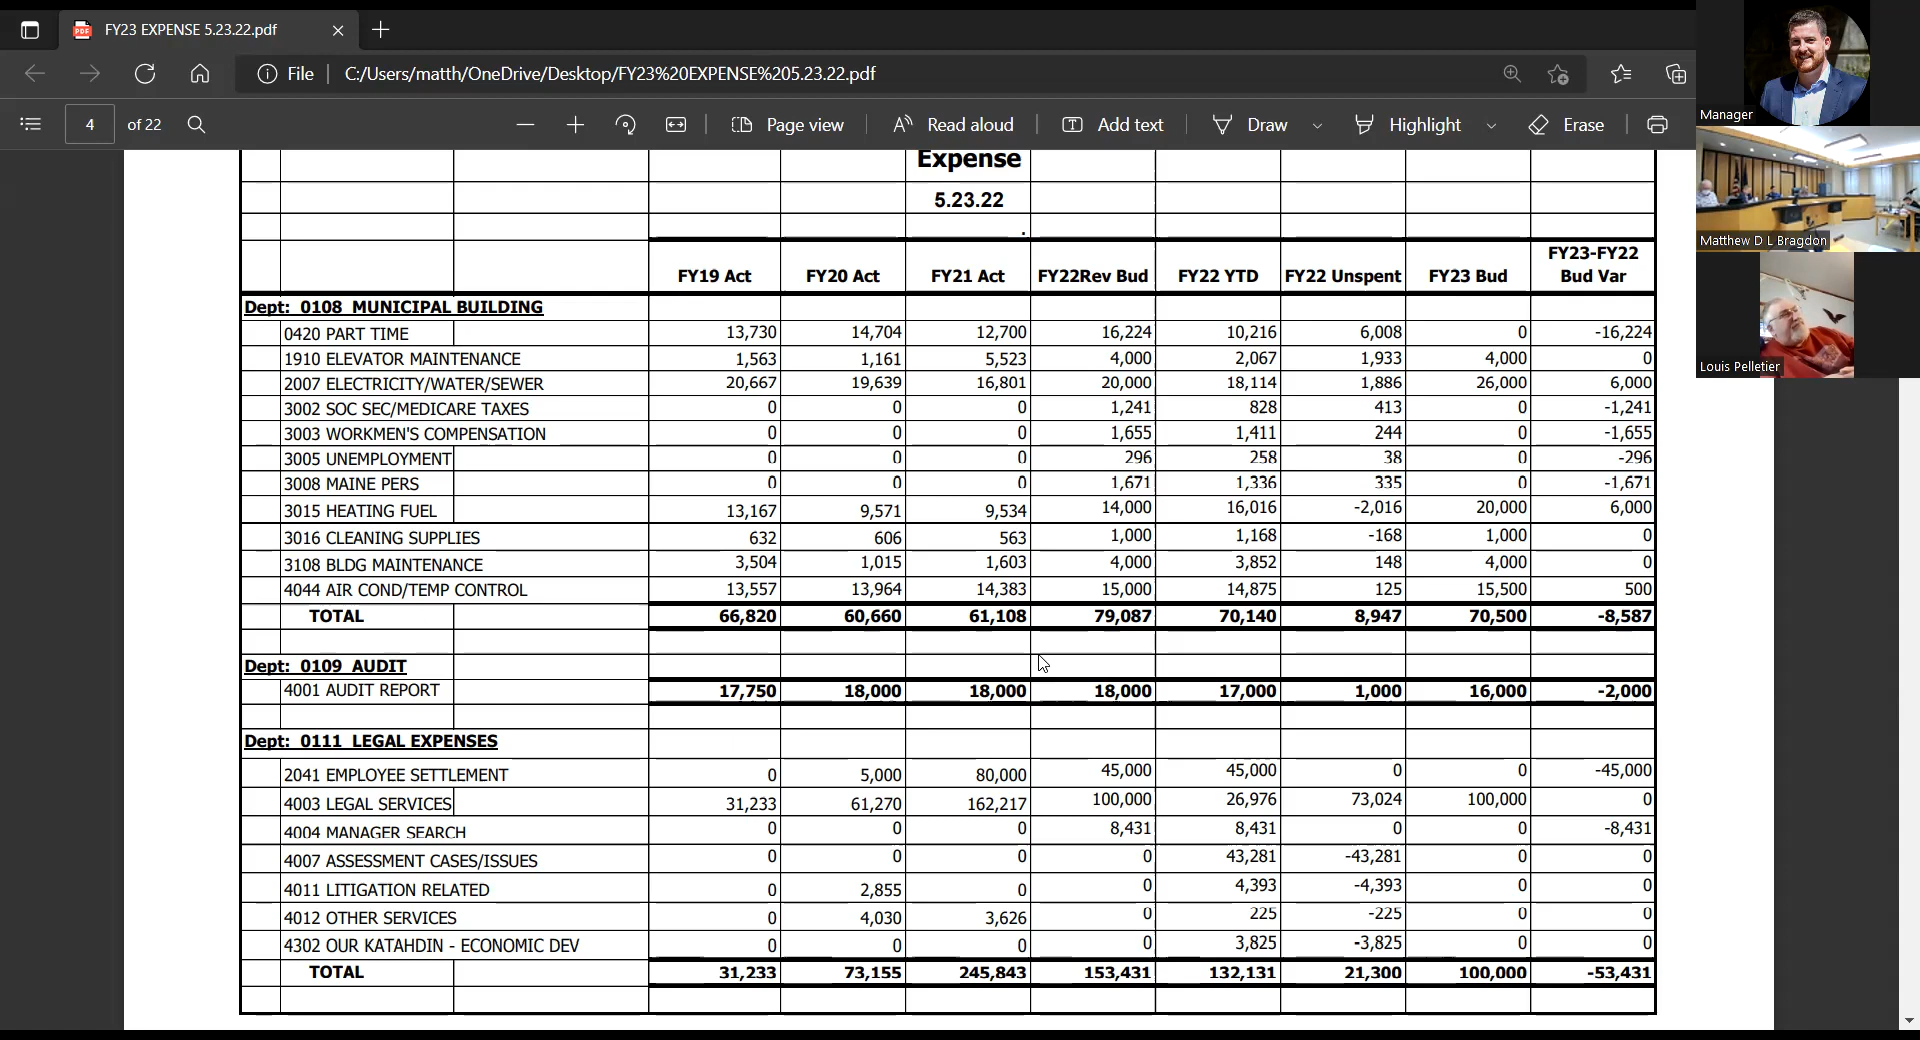 FY23 EXPENSE 5.23.22.pdf
File C:/Users/matth/OneDrive/Desktop/FY23%20EXPENSE%205.23.22.pdf
4 of 22 Page view Read aloud Add text Draw Highlight Erase
Manager
Matthew D L Bragdon
Louis Pelletier
Expense
5.23.22
.
FY19 Act FY20 Act FY21 Act FY22Rev Bud FY22 YTD FY22 Unspent FY23 Bud FY23-FY22 Bud Var
Dept: 0108 MUNICIPAL BUILDING
0420 PART TIME 13,730 14,704 12,700 16,224 10,216 6,008 0 -16,224
1910 ELEVATOR MAINTENANCE 1,563 1,161 5,523 4,000 2,067 1,933 4,000 0
2007 ELECTRICITY/WATER/SEWER 20,667 19,639 16,801 20,000 18,114 1,886 26,000 6,000
3002 SOC SEC/MEDICARE TAXES 0 0 0 1,241 828 413 0 -1,241
3003 WORKMEN'S COMPENSATION 0 0 0 1,655 1,411 244 0 -1,655
3005 UNEMPLOYMENT 0 0 0 296 258 38 0 -296
3008 MAINE PERS 0 0 0 1,671 1,336 335 0 -1,671
3015 HEATING FUEL 13,167 9,571 9,534 14,000 16,016 -2,016 20,000 6,000
3016 CLEANING SUPPLIES 632 606 563 1,000 1,168 -168 1,000 0
3108 BLDG MAINTENANCE 3,504 1,015 1,603 4,000 3,852 148 4,000 0
4044 AIR COND/TEMP CONTROL 13,557 13,964 14,383 15,000 14,875 125 15,500 500
TOTAL 66,820 60,660 61,108 79,087 70,140 8,947 70,500 -8,587
Dept: 0109 AUDIT
4001 AUDIT REPORT 17,750 18,000 18,000 18,000 17,000 1,000 16,000 -2,000
Dept: 0111 LEGAL EXPENSES
2041 EMPLOYEE SETTLEMENT 0 5,000 80,000 45,000 45,000 0 0 -45,000
4003 LEGAL SERVICES 31,233 61,270 162,217 100,000 26,976 73,024 100,000 0
4004 MANAGER SEARCH 0 0 0 8,431 8,431 0 0 -8,431
4007 ASSESSMENT CASES/ISSUES 0 0 0 0 43,281 -43,281 0 0
4011 LITIGATION RELATED 0 2,855 0 0 4,393 -4,393 0 0
4012 OTHER SERVICES 0 4,030 3,626 0 225 -225 0 0
4302 OUR KATAHDIN - ECONOMIC DEV 0 0 0 0 3,825 -3,825 0 0
TOTAL 31,233 73,155 245,843 153,431 132,131 21,300 100,000 -53,431